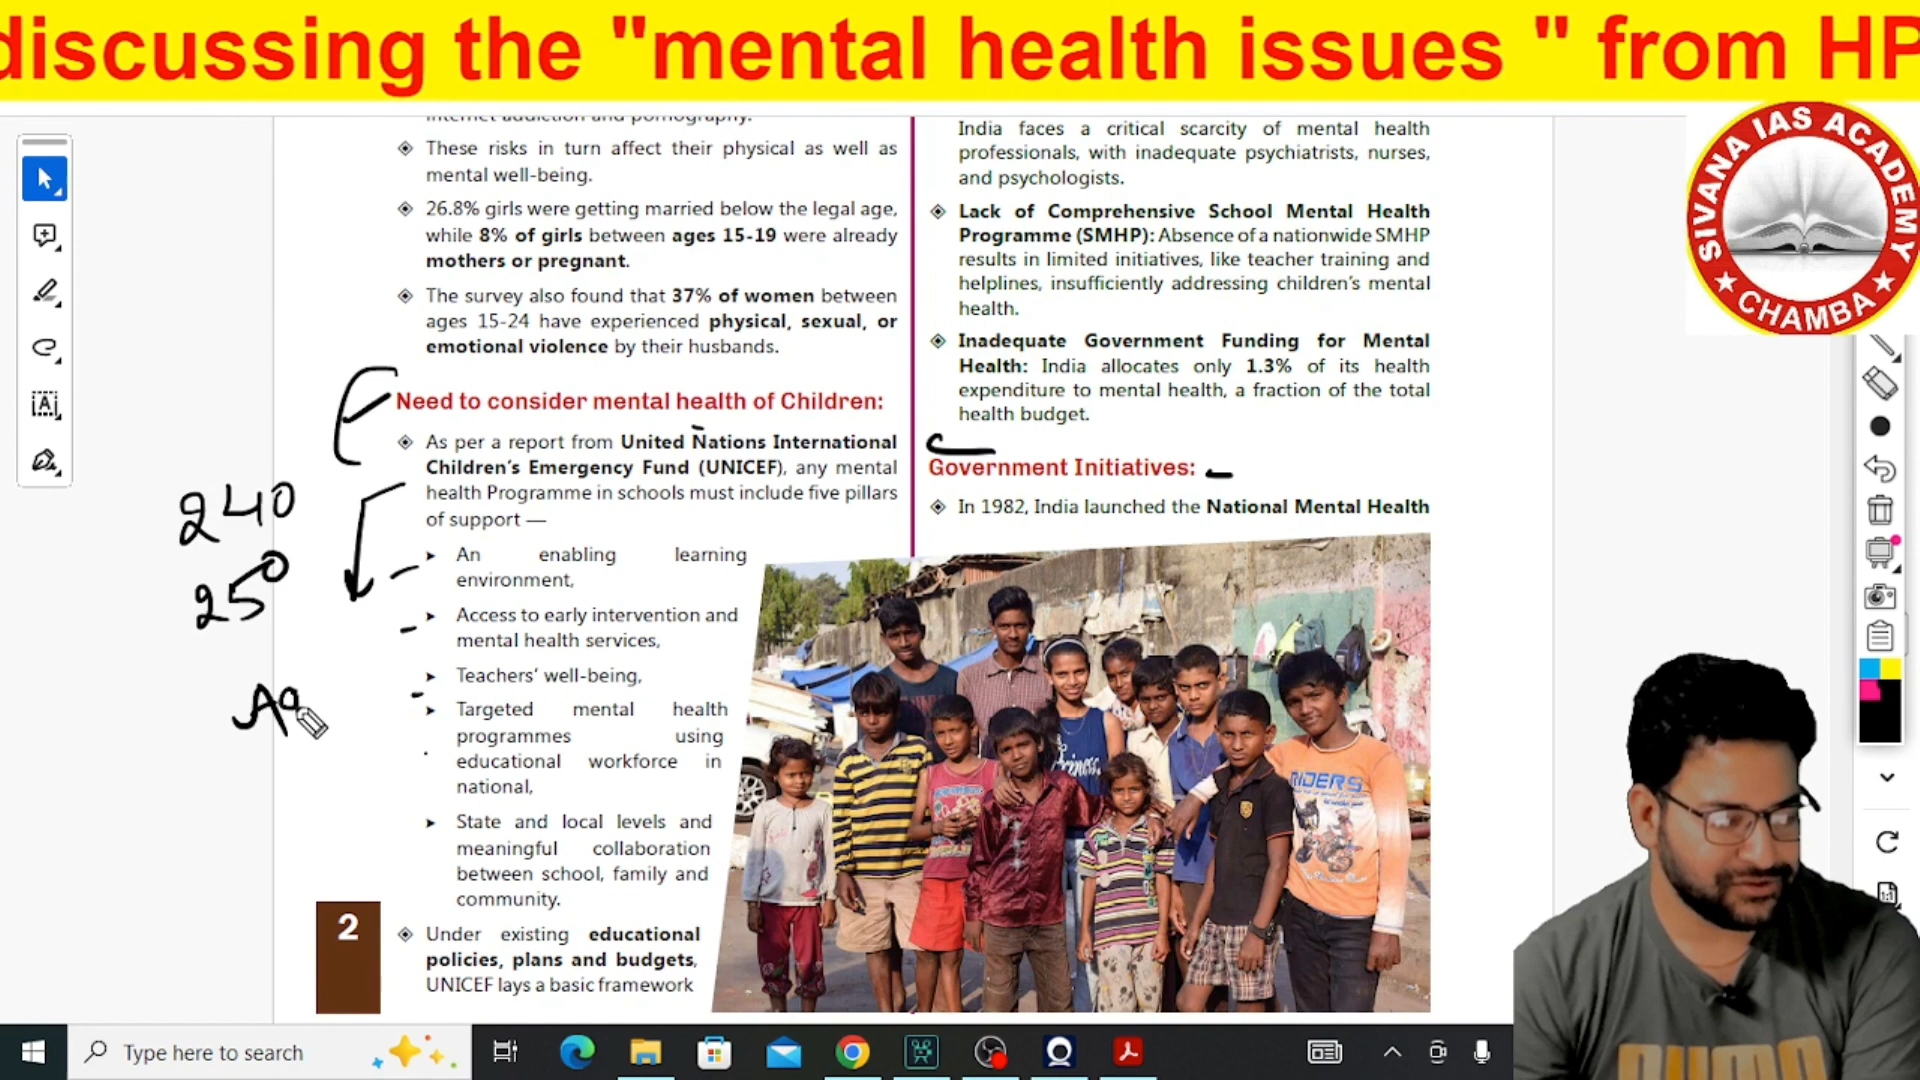 discussing the "mental health issues " from HP
SIVANA IAS ACADEMY
CHAMBA
internet addiction and pornography.
These risks in turn affect their physical as well as
mental well-being.
26.8% girls were getting married below the legal age,
while 8% of girls between ages 15-19 were already
mothers or pregnant.
The survey also found that 37% of women between
ages 15-24 have experienced physical, sexual, or
emotional violence by their husbands.
Need to consider mental health of Children:
As per a report from United Nations International
Children's Emergency Fund (UNICEF), any mental
health Programme in schools must include five pillars
of support —
An enabling learning
environment,
Access to early intervention and
mental health services,
Teachers' well-being,
Targeted mental health
programmes using
educational workforce in
national,
State and local levels and
meaningful collaboration
between school, family and
community.
Under existing educational
policies, plans and budgets,
UNICEF lays a basic framework
2
240
250
India faces a critical scarcity of mental health
professionals, with inadequate psychiatrists, nurses,
and psychologists.
Lack of Comprehensive School Mental Health
Programme (SMHP): Absence of a nationwide SMHP
results in limited initiatives, like teacher training and
helplines, insufficiently addressing children's mental
health.
Inadequate Government Funding for Mental
Health: India allocates only 1.3% of its health
expenditure to mental health, a fraction of the total
health budget.
Government Initiatives:
In 1982, India launched the National Mental Health
RIDERS
Princess
Type here to search